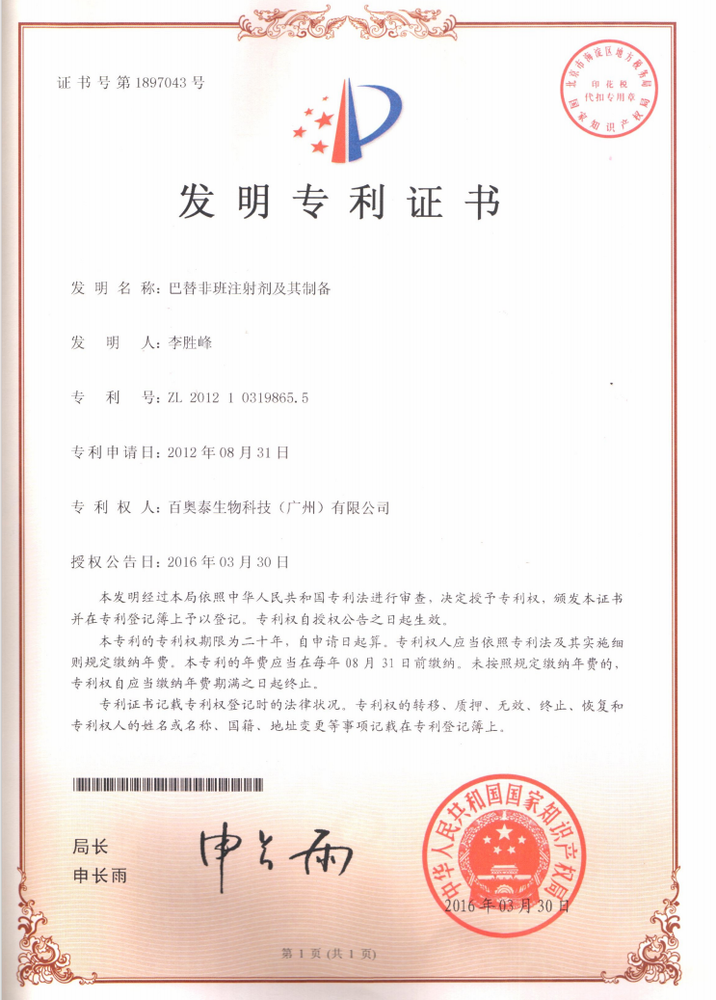 证书号第1897043号
北京市海淀区地方税务局
印花税
代扣专用章
国家知识产权局
发明专利证书
发明名称：巴替非班注射剂及其制备
发明人：李胜峰
专利号：ZL 2012 1 0319865.5
专利申请日：2012年08月31日
专利权人：百奥泰生物科技（广州）有限公司
授权公告日：2016年03月30日
本发明经过本局依照中华人民共和国专利法进行审查，决定授予专利权，颁发本证书
并在专利登记簿上予以登记。专利权自授权公告之日起生效。
本专利的专利权期限为二十年，自申请日起算。专利权人应当依照专利法及其实施细
则规定缴纳年费。本专利的年费应当在每年08月31日前缴纳。未按照规定缴纳年费的，
专利权自应当缴纳年费期满之日起终止。
专利证书记载专利权登记时的法律状况。专利权的转移、质押、无效、终止、恢复和
专利权人的姓名或名称、国籍、地址变更等事项记载在专利登记簿上。
局长
申长雨
申长雨
中华人民共和国国家知识产权局
2016年03月30日
第1页(共1页)